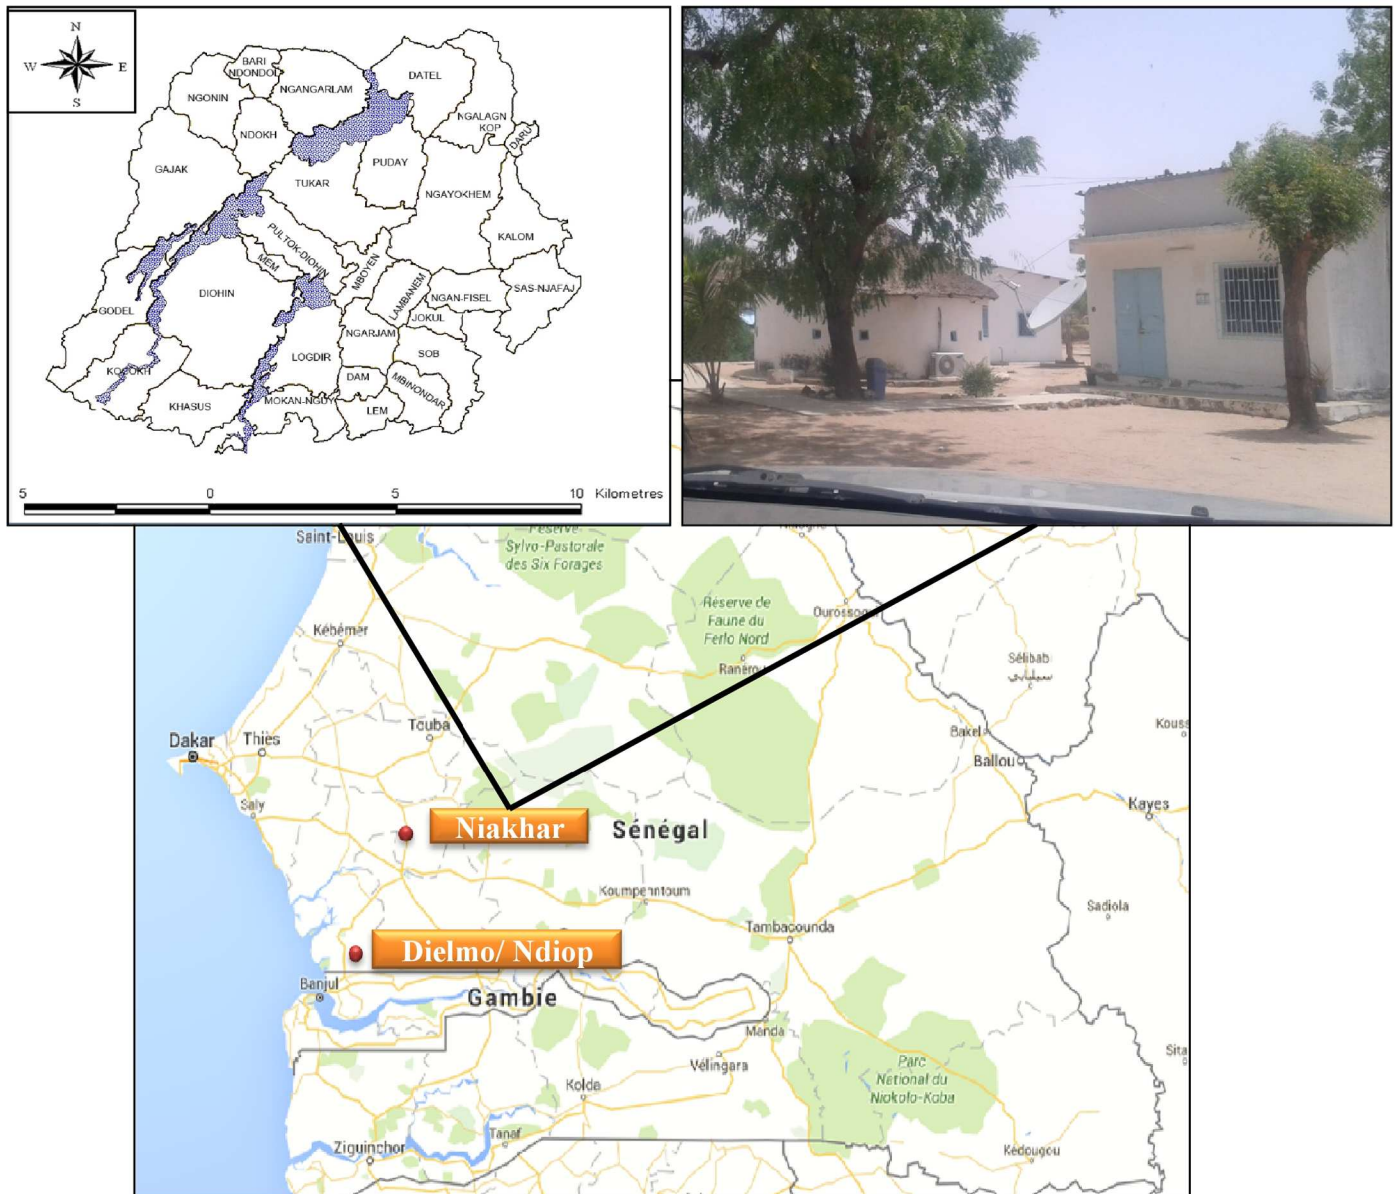 N
W
E
S
BARI
NDONDOL
NGANGARLAM
DATEL
NGONIN
NGALAGN
KOP
NDOKH
DARU
PUDAY
GAJAK
TUKAR
NGAYOKHEM
KALOM
PULTOK-DIOHIN
MEM
MBOYEN
LAMBANEM
SAS-NJAFAJ
NGAN-FISEL
DIOHIN
GODEL
JOKUL
NGARJAM
LOGDIR
SOB
DAM
MBINONDAR
KHASUS
MOKAN-NGUY
LEM
5
0
5
10
Kilometres
Saint-Louis
Réserve
Sylvo-Pastorale
des Six Forages
Réserve de
Faune du
Ferlo Nord
Kébémer
Ranérou
Sélibabi
Touba
Bakel
Kouss
Dakar
Thiès
Ballou
Saly
Kayes
Niakhar
Sénégal
Koumpenntoum
Sadiola
Tambacounda
Dielmo/ Ndiop
Banjul
Gambie
Manda
Vélingara
Sita
Parc
National du
Niokolo-Koba
Kolda
Tanaf
Ziguinchor
Kédougou